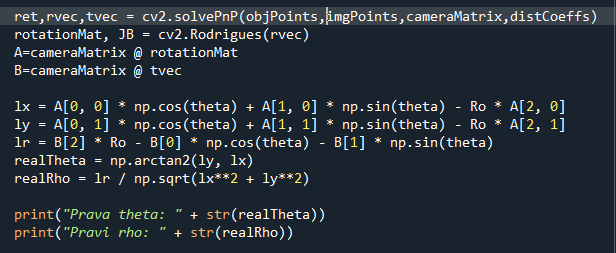 ret,rvec,tvec = cv2.solvePnP(objPoints,imgPoints,cameraMatrix,distCoeffs)
rotationMat, JB = cv2.Rodrigues(rvec)
A=cameraMatrix @ rotationMat
B=cameraMatrix @ tvec
lx = A[0, 0] * np.cos(theta) + A[1, 0] * np.sin(theta) - Ro * A[2, 0]
ly = A[0, 1] * np.cos(theta) + A[1, 1] * np.sin(theta) - Ro * A[2, 1]
lr = B[2] * Ro - B[0] * np.cos(theta) - B[1] * np.sin(theta)
realTheta = np.arctan2(ly, lx)
realRho = lr / np.sqrt(lx**2 + ly**2)
print("Prava theta: " + str(realTheta))
print("Pravi rho: " + str(realRho))